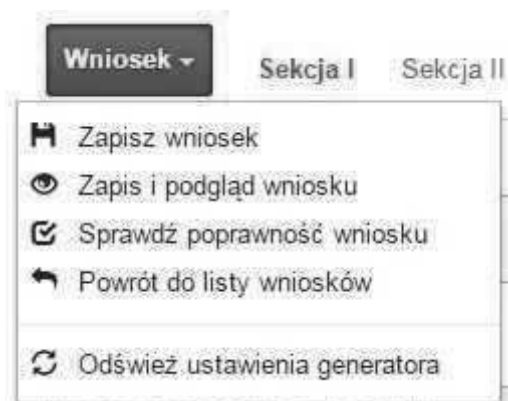 Wniosek
Sekcja I
Sekcja II
Zapisz wniosek
Zapis i podgląd wniosku
Sprawdź poprawność wniosku
Powrót do listy wniosków
Odśwież ustawienia generatora